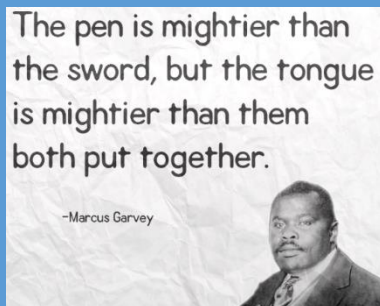 The pen is mightier than
the sword, but the tongue
is mightier than them
both put together.
-Marcus Garvey